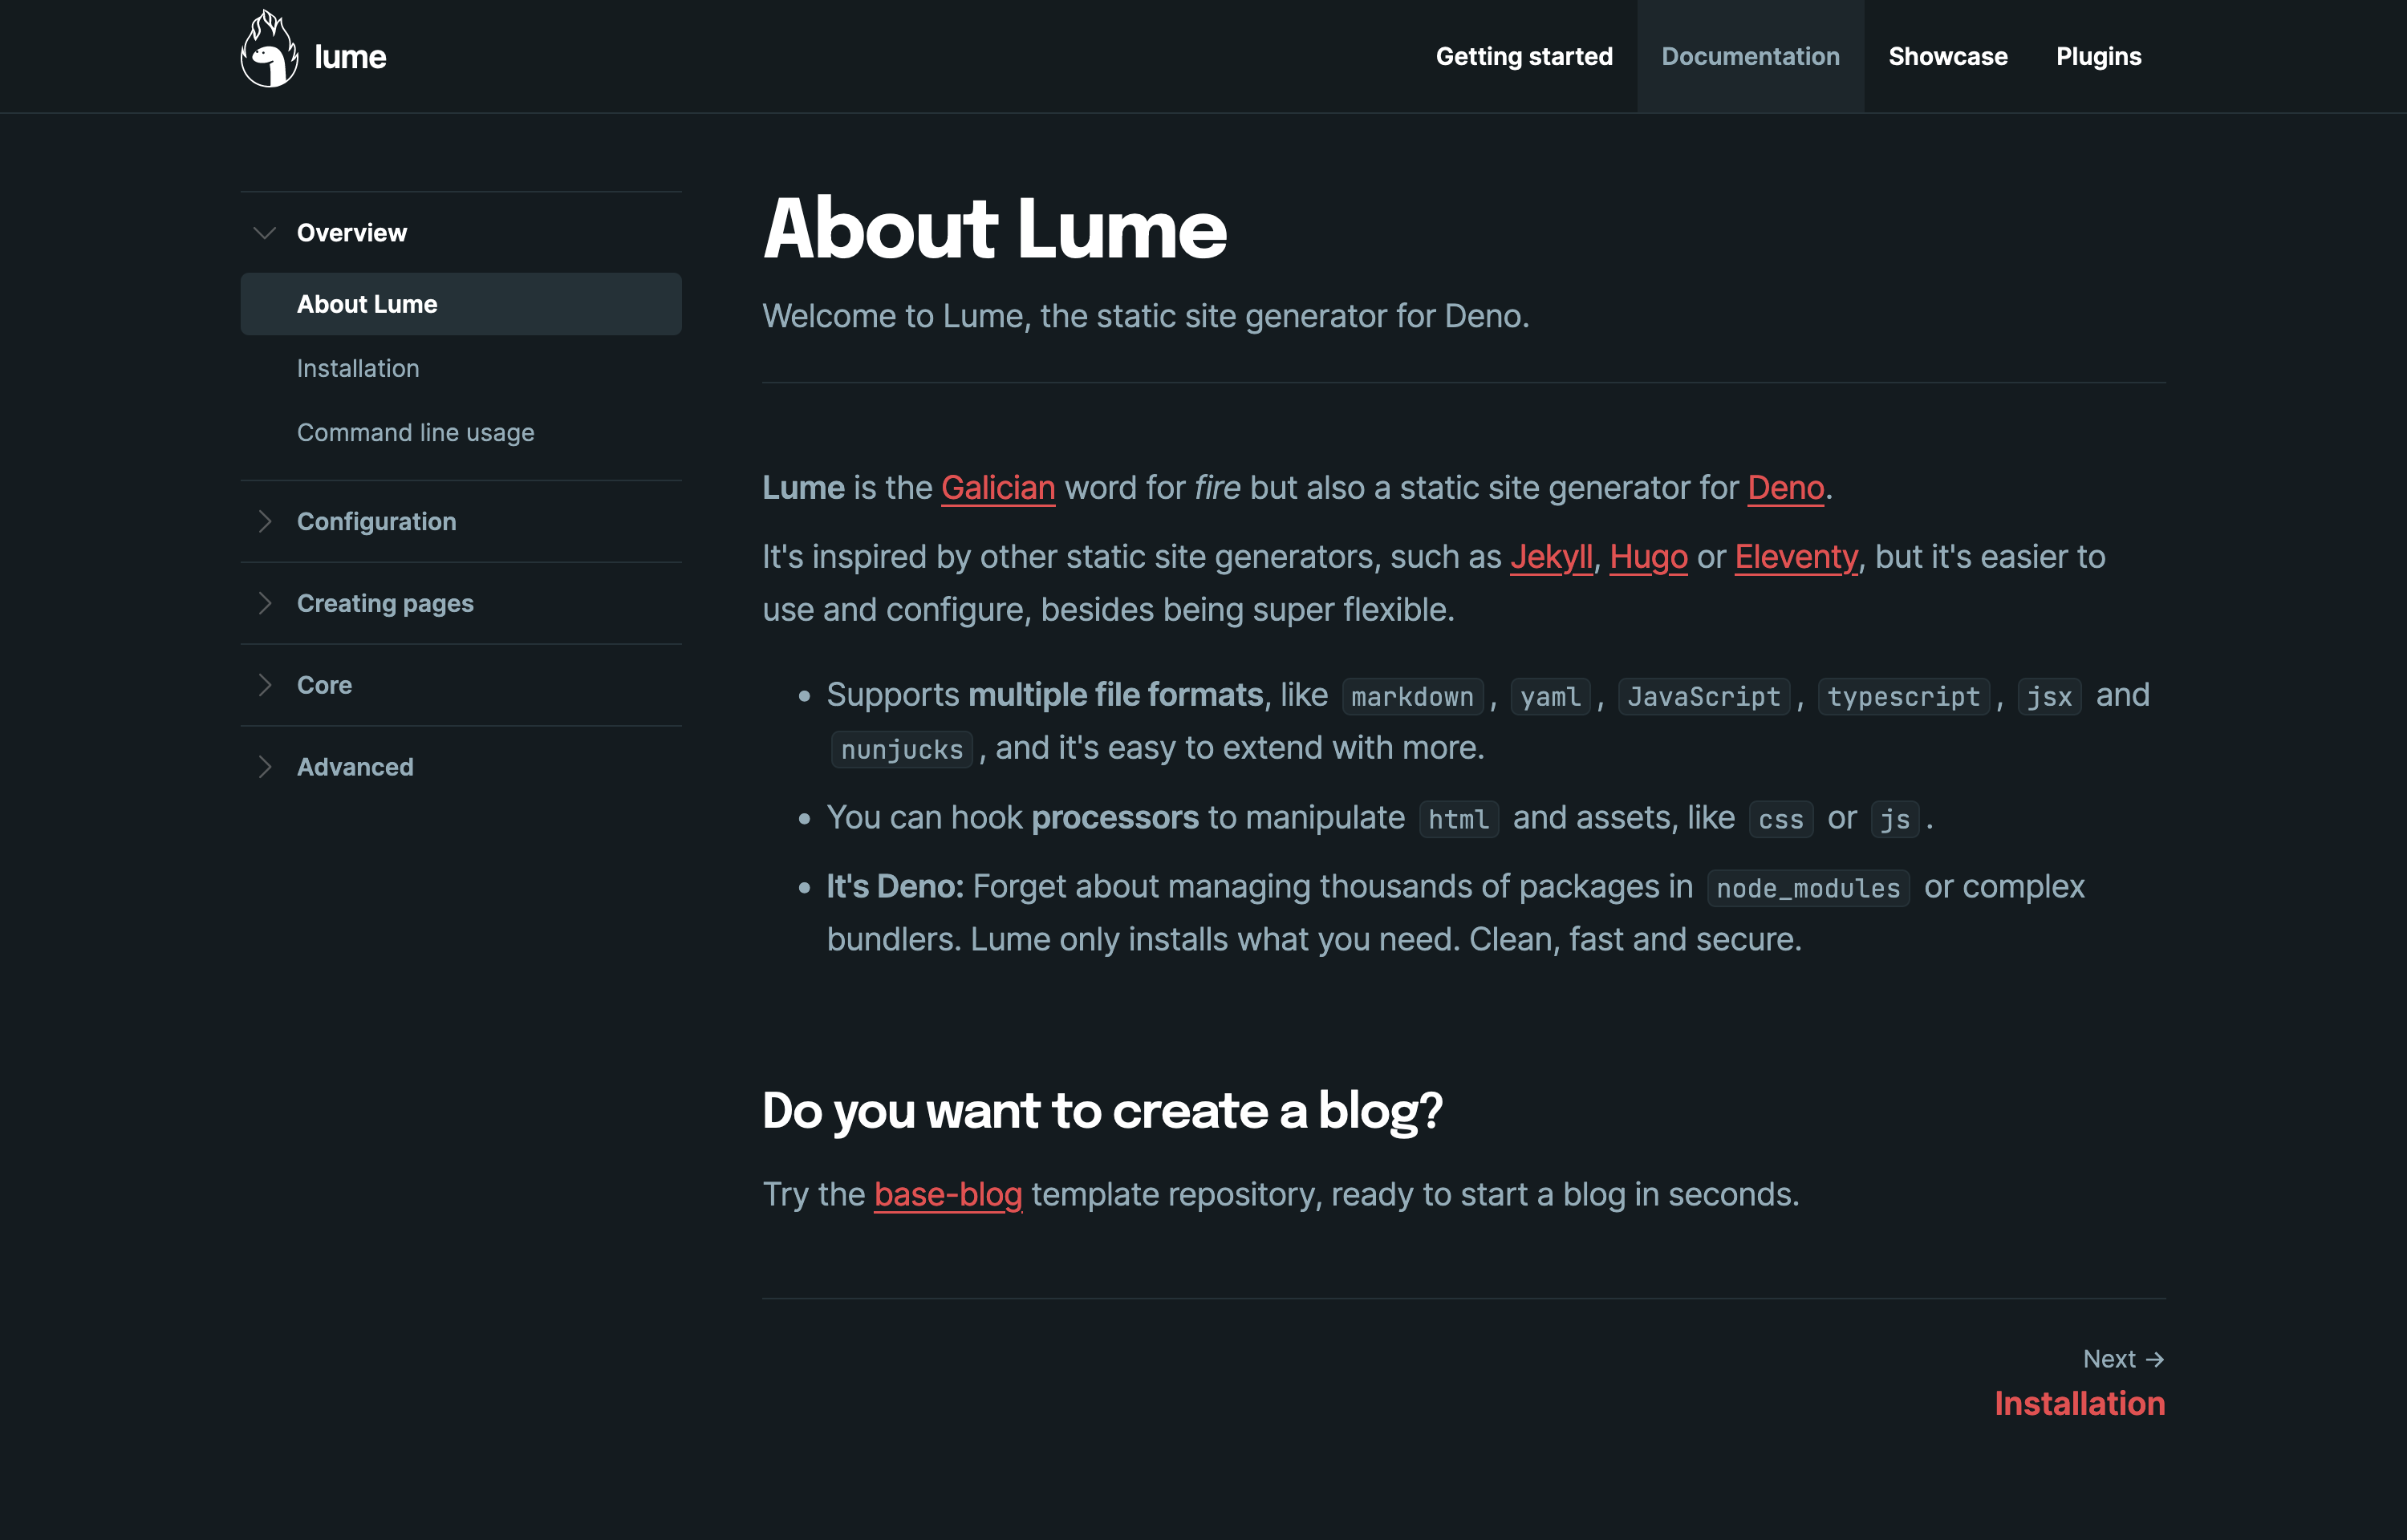 lume
Getting started
Documentation
Showcase
Plugins
Overview
About Lume
Installation
Command line usage
Configuration
Creating pages
Core
Advanced
About Lume
Welcome to Lume, the static site generator for Deno.
Lume is the Galician word for fire but also a static site generator for Deno.
It's inspired by other static site generators, such as Jekyll, Hugo or Eleventy, but it's easier to
use and configure, besides being super flexible.
Supports multiple file formats, like markdown, yaml, JavaScript, typescript, jsx and
nunjucks, and it's easy to extend with more.
You can hook processors to manipulate html and assets, like css or js.
It's Deno: Forget about managing thousands of packages in node_modules or complex
bundlers. Lume only installs what you need. Clean, fast and secure.
Do you want to create a blog?
Try the base-blog template repository, ready to start a blog in seconds.
Next →
Installation